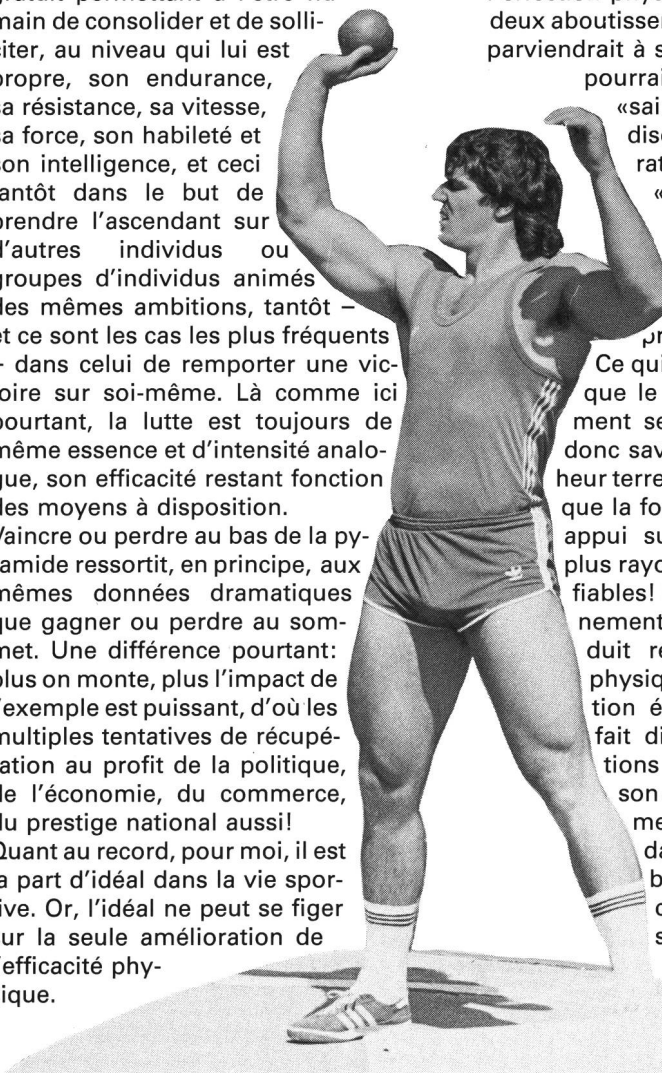 main de consolider et de solli-
citer, au niveau qui lui est
propre, son endurance,
sa résistance, sa vitesse,
sa force, son habileté et
son intelligence, et ceci
tantôt dans le but de
prendre l'ascendant sur
d'autres individus ou
groupes d'individus animés
des mêmes ambitions, tantôt –
et ce sont les cas les plus fréquents
– dans celui de remporter une vic-
toire sur soi-même. Là comme ici
pourtant, la lutte est toujours de
même essence et d'intensité analo-
gue, son efficacité restant fonction
des moyens à disposition.
Vaincre ou perdre au bas de la py-
ramide ressortit, en principe, aux
mêmes données dramatiques
que gagner ou perdre au som-
met. Une différence pourtant:
plus on monte, plus l'impact de
l'exemple est puissant, d'où les
multiples tentatives de récupé-
ration au profit de la politique,
de l'économie, du commerce,
du prestige national aussi!
Quant au record, pour moi, il est
la part d'idéal dans la vie spor-
tive. Or, l'idéal ne peut se figer
sur la seule amélioration de
l'efficacité phy-
sique.
deux aboutisse
parviendrait à s
pourrai
«sai
disc
rat
«
pr
Ce qui
que le
ment se
donc sav
heur terre
que la fo
appui su
plus rayo
fiables!
nement
duit re
physiq
tion é
fait di
tions
son
me
da
b
c
s